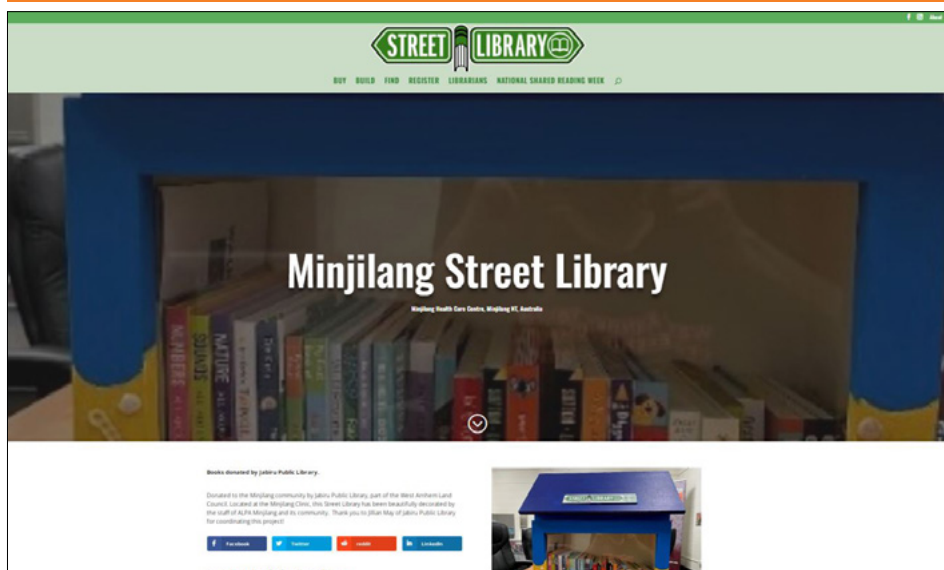 About
STREET LIBRARY
BUY BUILD FIND REGISTER LIBRARIANS NATIONAL SHARED READING WEEK
Minjilang Street Library
Minjilang Health Care Centre, Minjilang NT, Australia
NUMBERS
SOUNDS
NATURE
Books donated by Jabiru Public Library.
Donated to the Minjilang community by Jabiru Public Library, part of the West Arnhem Land
Council. Located at the Minjilang Clinic, this Street Library has been beautifully decorated by
the staff of ALPA Minjilang and its community. Thank you to Jillian May of Jabiru Public Library
for coordinating this project!
Facebook Twitter reddit LinkedIn